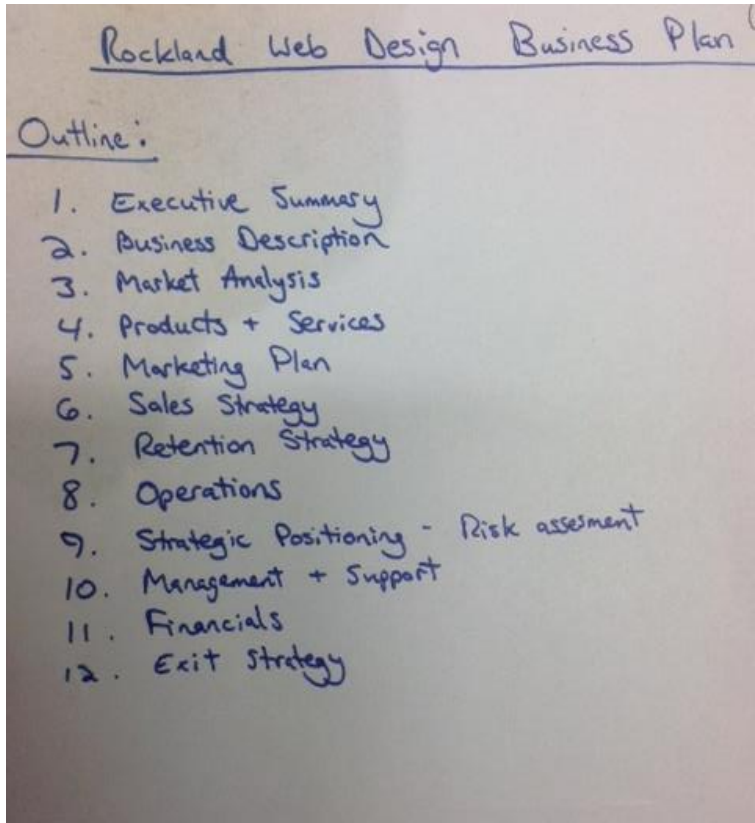 Rockland Web Design Business Plan
Outline:
1. Executive Summary
2. Business Description
3. Market Analysis
4. Products + Services
5. Marketing Plan
6. Sales Strategy
7. Retention Strategy
8. Operations
9. Strategic Positioning - Risk assesment
10. Management + Support
11. Financials
12. Exit Strategy